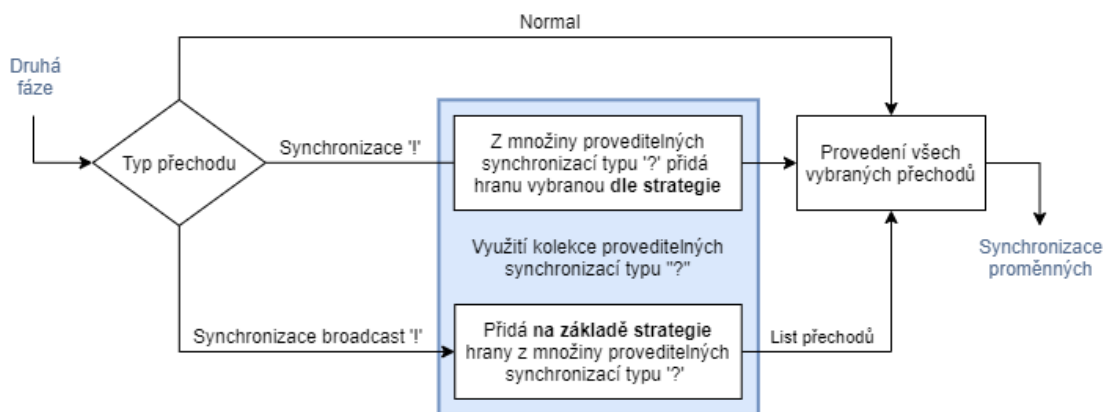 Normal
Druhá
fáze
Typ přechodu
Synchronizace '!'
Z množiny proveditelných
synchronizací typu '?' přidá
hranu vybranou dle strategie
Provedení všech
vybraných přechodů
Využití kolekce proveditelných
synchronizací typu "?"
Synchronizace
proměnných
Synchronizace broadcast '!'
Přidá na základě strategie
hrany z množiny proveditelných
synchronizací typu '?'
List přechodů